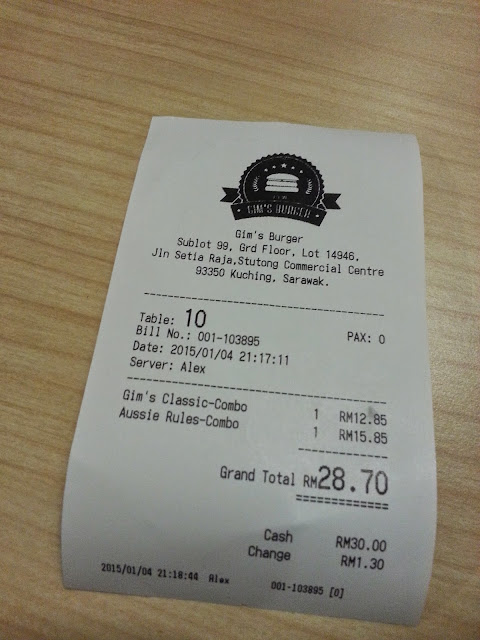 GIM'S BURGER
Gim's Burger
Sublot 99, Grd Floor, Lot 14946.
Jln Setia Raja,Stutong Commercial Centre
93350 Kuching, Sarawak.
Table: 10 PAX: 0
Bill No.: 001-103895
Date: 2015/01/04 21:17:11
Server: Alex
Gim's Classic-Combo 1 RM12.85
Aussie Rules-Combo 1 RM15.85
Grand Total RM28.70
Cash RM30.00
Change RM1.30
2015/01/04 21:18:44 Alex 001-103895 [0]